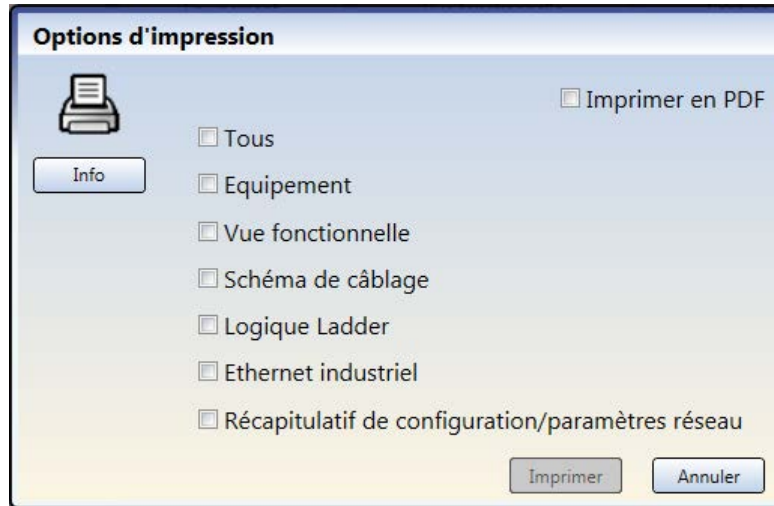 Options d'impression
Imprimer en PDF
Tous
Info
Equipement
Vue fonctionnelle
Schéma de câblage
Logique Ladder
Ethernet industriel
Récapitulatif de configuration/paramètres réseau
Imprimer
Annuler